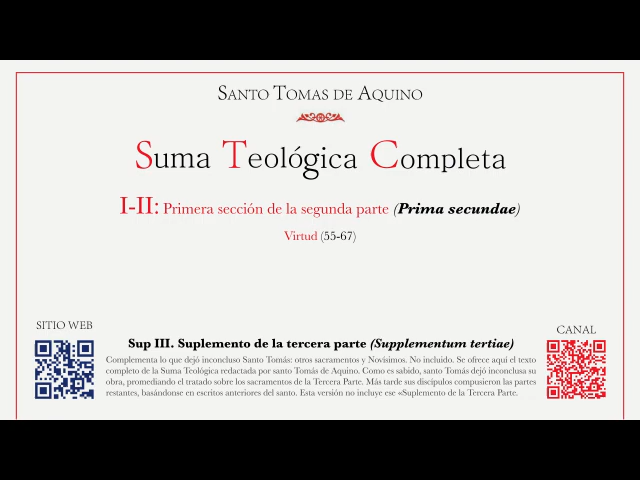 SANTO TOMAS DE AQUINO
Suma Teológica Completa
I-II: Primera sección de la segunda parte (Prima secundae)
Virtud (55-67)
SITIO WEB
CANAL
Sup III. Suplemento de la tercera parte (Supplementum tertiae)
Complementa lo que dejò inconcluso Santo Tomás: otros sacramentos y Novísimos. No incluido. Se ofrece aquí el texto
completo de la Suma Teológica redactada por santo Tomás de Aquino. Como es sabido, santo Tomás dejó inconclusa su
obra, promediando el tratado sobre los sacramentos de la Tercera Parte. Más tarde sus discípulos compusieron las partes
restantes, basándonse en escritos anteriores del santo. Esta versión no incluye ese «Suplemento de la Tercera Parte.